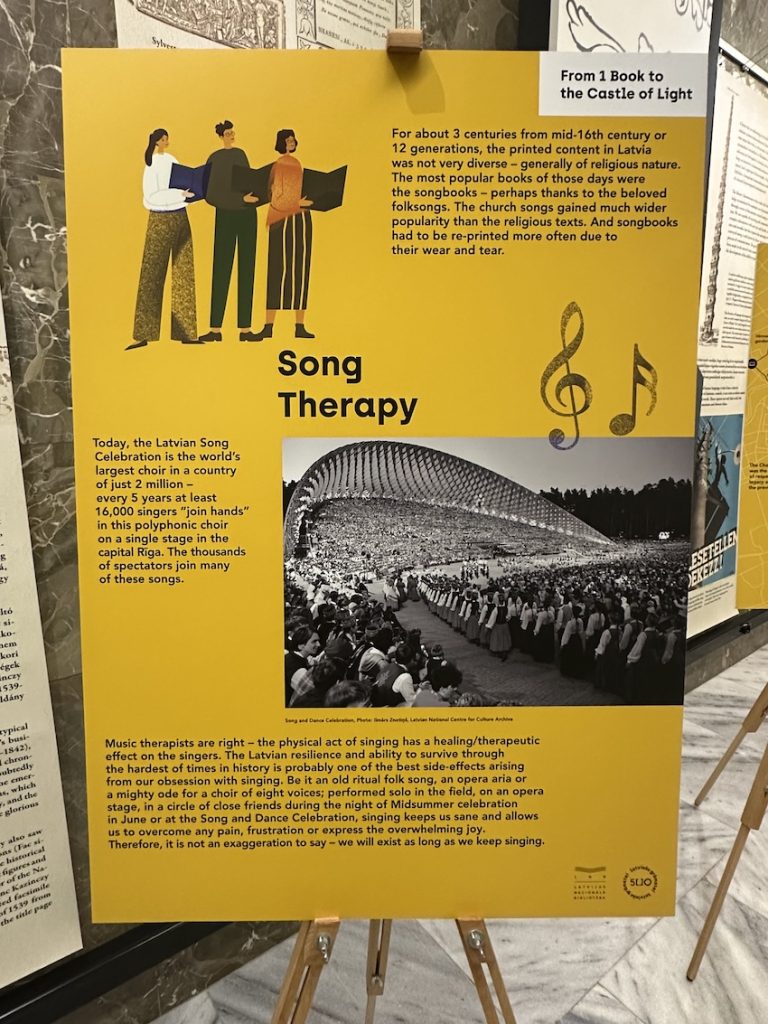 From 1 Book to
the Castle of Light
For about 3 centuries from mid-16th century or
12 generations, the printed content in Latvia
was not very diverse – generally of religious nature.
The most popular books of those days were
the songbooks – perhaps thanks to the beloved
folksongs. The church songs gained much wider
popularity than the religious texts. And songbooks
had to be re-printed more often due to
their wear and tear.
Song
Therapy
Today, the Latvian Song
Celebration is the world's
largest choir in a country
of just 2 million –
every 5 years at least
16,000 singers "join hands"
in this polyphonic choir
on a single stage in the
capital Rīga. The thousands
of spectators join many
of these songs.
Song and Dance Celebration, Photo: Ilmārs Znotiņš, Latvian National Centre for Culture Archive
Music therapists are right – the physical act of singing has a healing/therapeutic
effect on the singers. The Latvian resilience and ability to survive through
the hardest of times in history is probably one of the best side-effects arising
from our obsession with singing. Be it an old ritual folk song, an opera aria or
a mighty ode for a choir of eight voices; performed solo in the field, on an opera
stage, in a circle of close friends during the night of Midsummer celebration
in June or at the Song and Dance Celebration, singing keeps us sane and allows
us to overcome any pain, frustration or express the overwhelming joy.
Therefore, it is not an exaggeration to say – we will exist as long as we keep singing.
LATVIJAS
NACIONĀLĀ
BIBLIOTĒKA